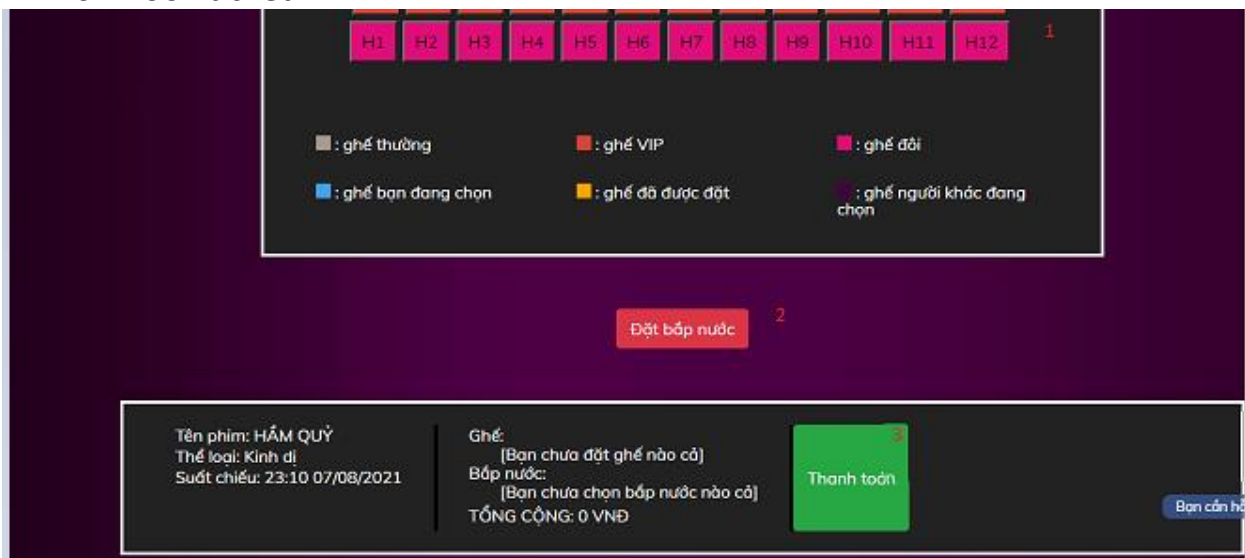 H1 H2 H3 H4 H5 H6 H7 H8 H9 H10 H11 H12 1
: ghế thường : ghế VIP : ghế đôi
: ghế bạn đang chọn : ghế đã được đặt : ghế người khác đang
chọn
Đặt bắp nước 2
Tên phim: HẦM QUỶ
Thể loại: Kinh dị
Suất chiếu: 23:10 07/08/2021
Ghế:
[Bạn chưa đặt ghế nào cả]
Bắp nước:
[Bạn chưa chọn bắp nước nào cả]
TỔNG CỘNG: 0 VNĐ
3
Thanh toán
Bạn cần